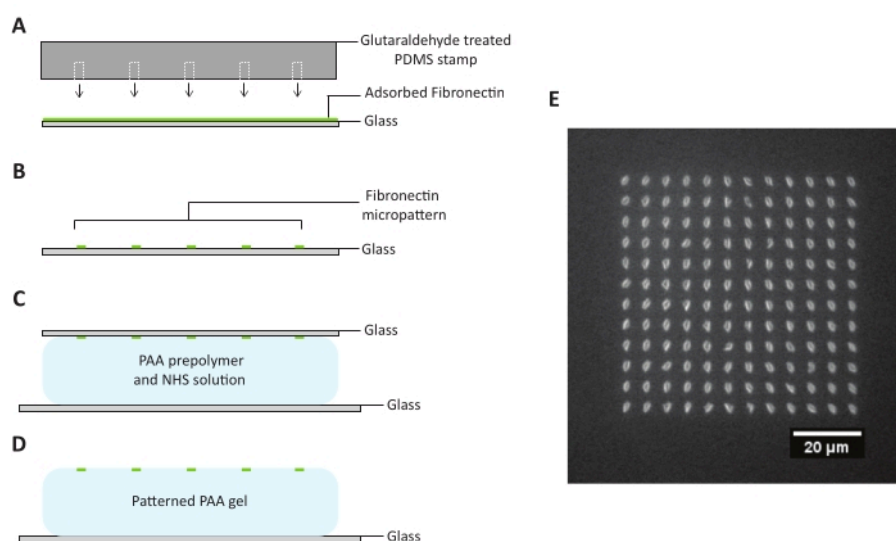 A
Glutaraldehyde treated
PDMS stamp
Adsorbed Fibronectin
Glass
B
Fibronectin
micropattern
Glass
C
Glass
PAA prepolymer
and NHS solution
Glass
D
Patterned PAA gel
Glass
E
20 µm